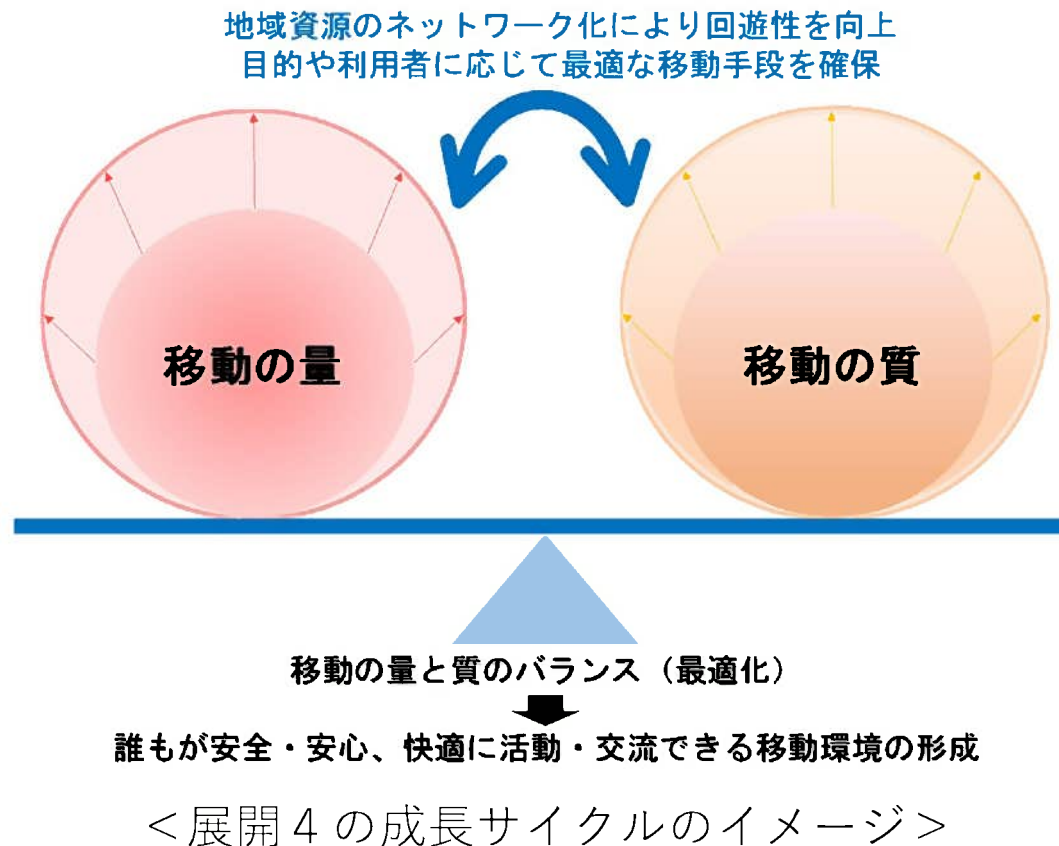 地域資源のネットワーク化により回遊性を向上
目的や利用者に応じて最適な移動手段を確保
移動の量
移動の質
移動の量と質のバランス（最適化）
誰もが安全・安心、快適に活動・交流できる移動環境の形成
＜展開４の成長サイクルのイメージ＞